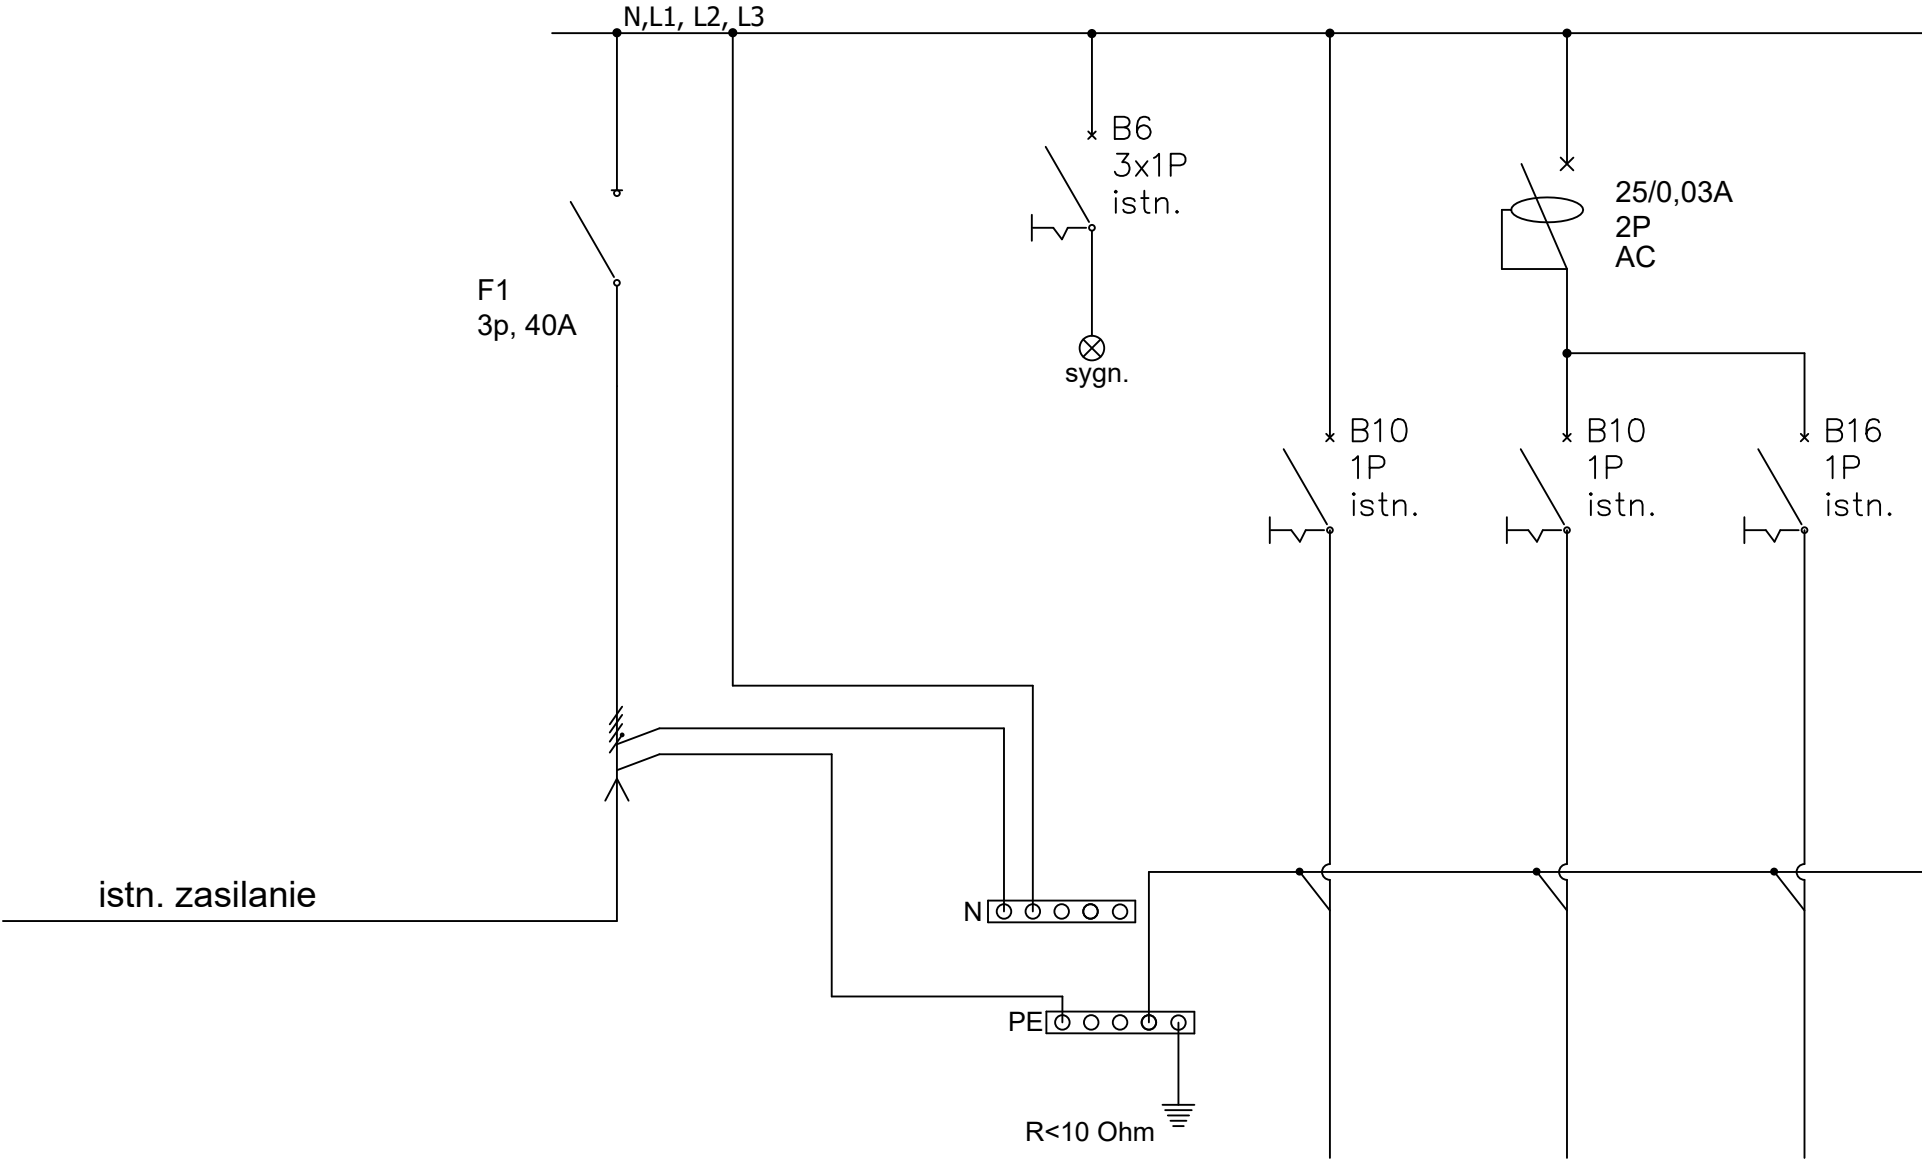 N,L1, L2, L3
B6
3x1P
istn.
sygn.
25/0,03A
2P
AC
F1
3p, 40A
B10
1P
istn.
B10
1P
istn.
B16
1P
istn.
istn. zasilanie
N
PE
R<10 Ohm